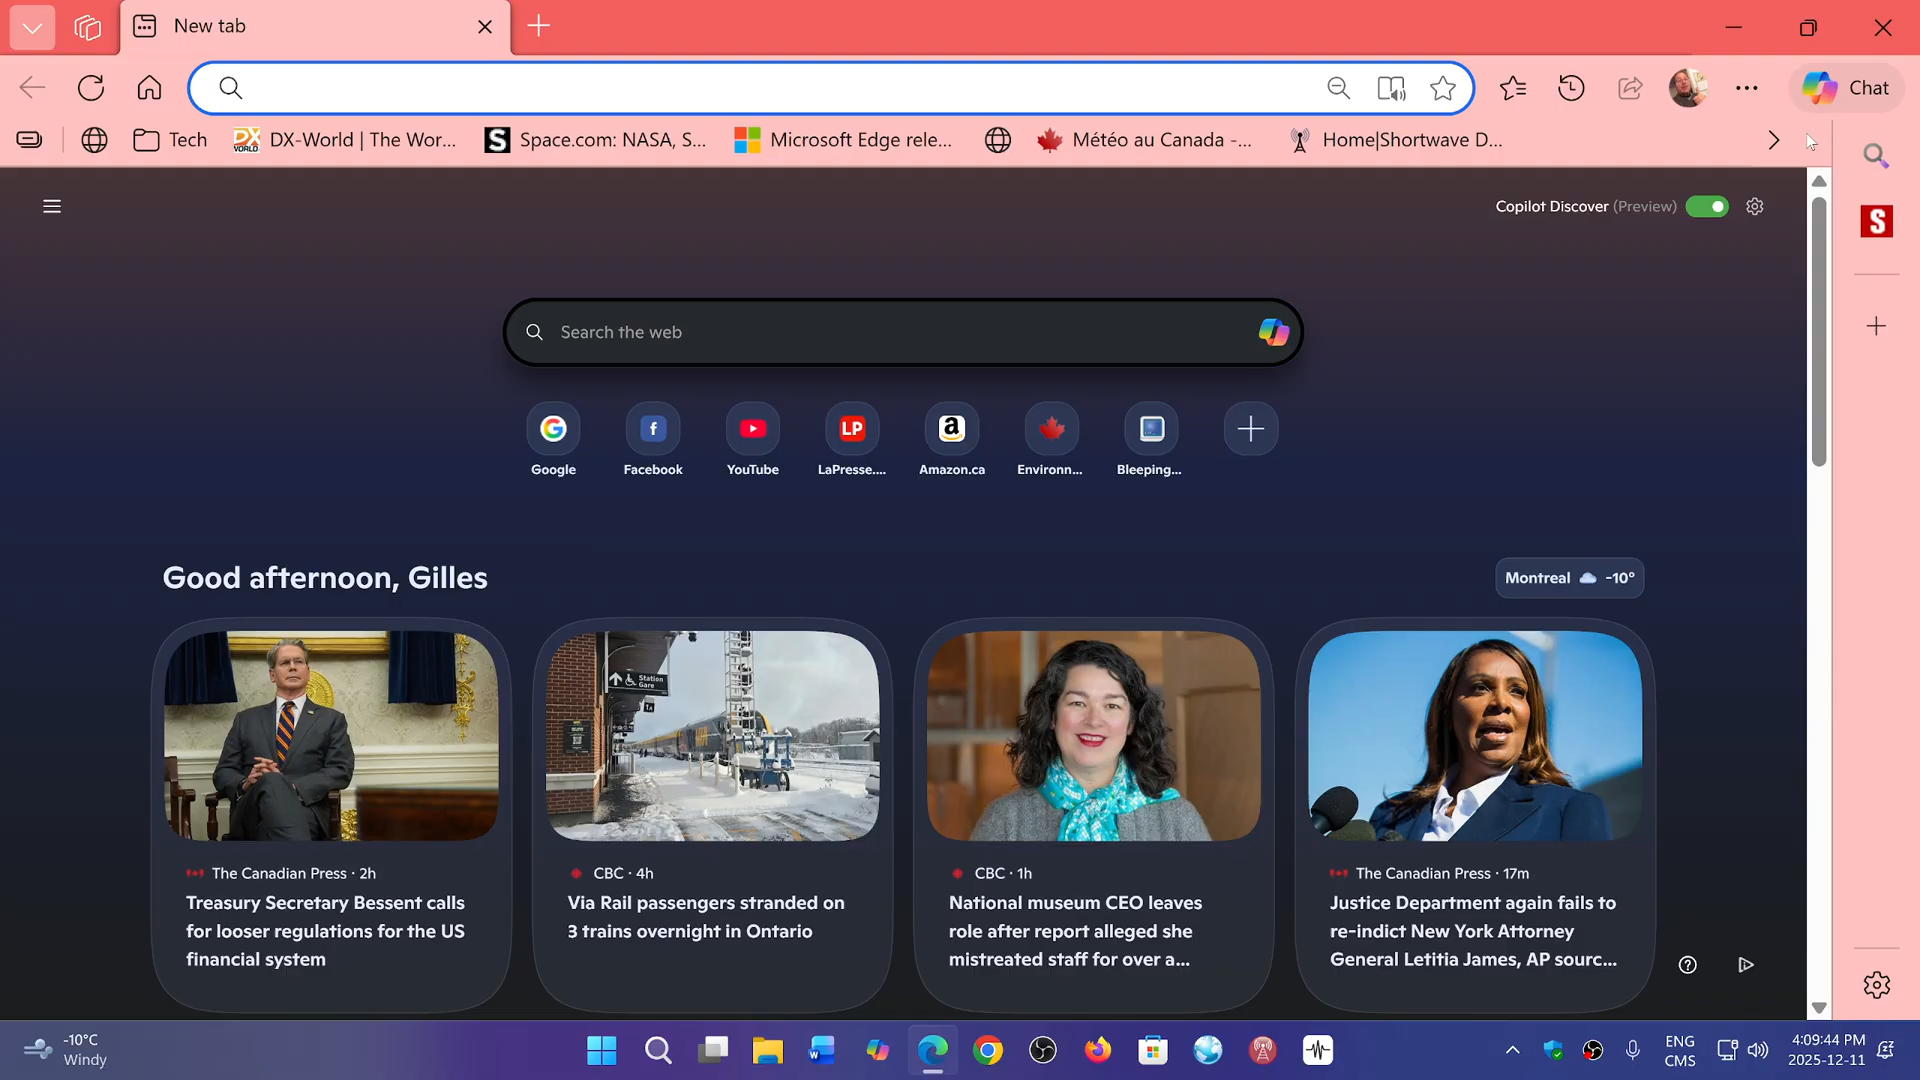 New tab
Chat
Tech
DX-World | The Wor...
S
Space.com: NASA, S...
Microsoft Edge rele...
Météo au Canada -...
Home|Shortwave D...
S
Copilot Discover (Preview)
Search the web
LP
Google
Facebook
YouTube
LaPresse....
Amazon.ca
Environn...
Bleeping...
Good afternoon, Gilles
Montreal -10°
Station
Gare
The Canadian Press · 2h
Treasury Secretary Bessent calls
for looser regulations for the US
financial system
CBC · 4h
Via Rail passengers stranded on
3 trains overnight in Ontario
CBC · 1h
National museum CEO leaves
role after report alleged she
mistreated staff for over a...
The Canadian Press · 17m
Justice Department again fails to
re-indict New York Attorney
General Letitia James, AP sourc...
-10°C
Windy
ENG
CMS
4:09:44 PM
2025-12-11